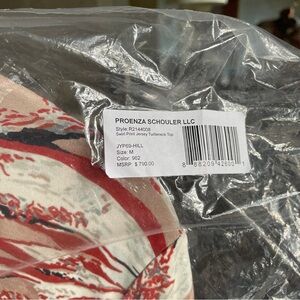 PROENZA SCHOULER LLC
Style:R2144008
Swirl Print Jersey Turtleneck Top
JYP69-HILL
Size: M
Color: 962
MSRP : $ 790.00